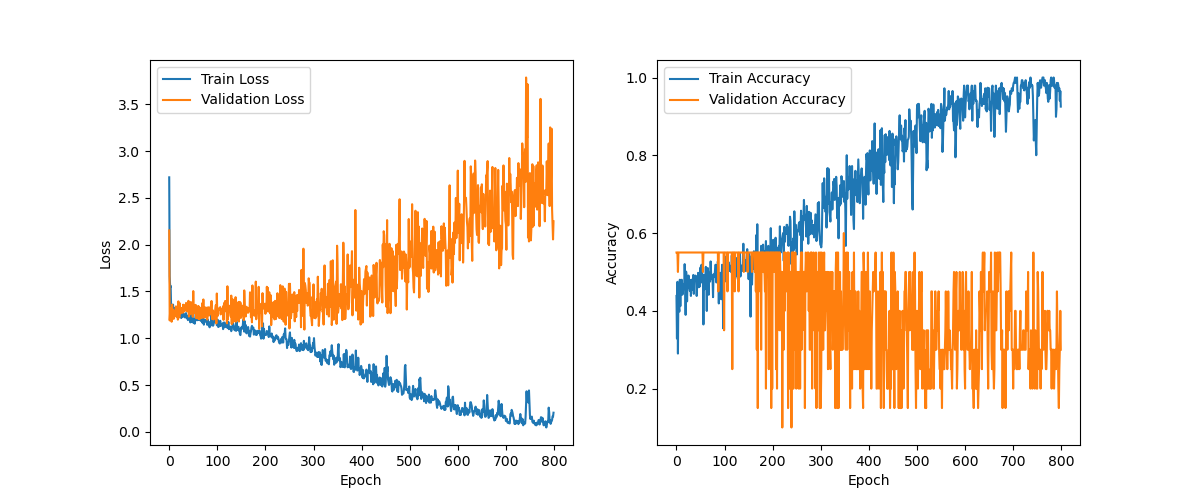 Train Loss
Validation Loss
3.5
3.0
2.5
2.0
1.5
1.0
0.5
0.0
Loss
0 100 200 300 400 500 600 700 800
Epoch
Train Accuracy
Validation Accuracy
1.0
0.8
0.6
0.4
0.2
Accuracy
0 100 200 300 400 500 600 700 800
Epoch